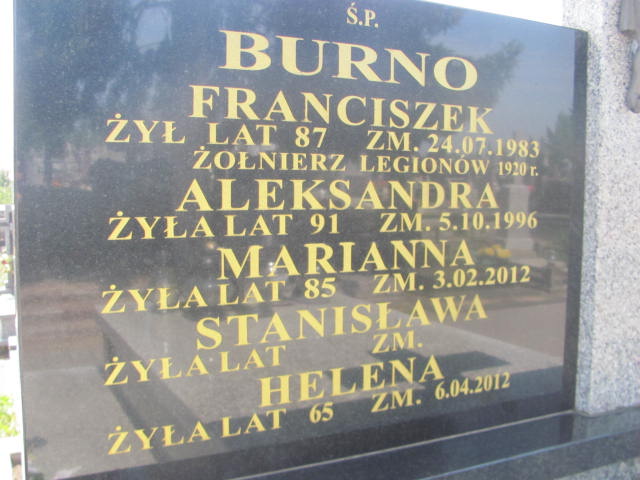 Ś.P.
BURNO
FRANCISZEK
ŻYŁ LAT 87 ZM. 24.07.1983
ŻOŁNIERZ LEGIONÓW 1920 r.
ALEKSANDRA
ŻYŁA LAT 91 ZM. 5.10.1996
MARIANNA
ŻYŁA LAT 85 ZM. 3.02.2012
STANISŁAWA
ŻYŁA LAT ZM.
HELENA
ŻYŁA LAT 65 ZM. 6.04.2012